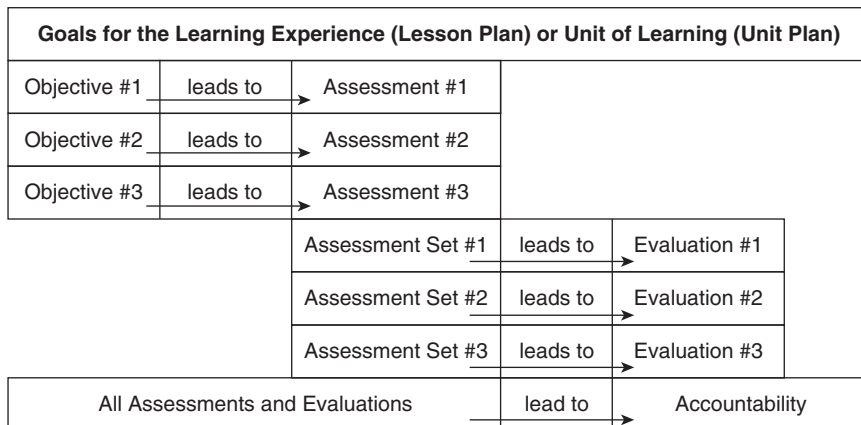 Goals for the Learning Experience (Lesson Plan) or Unit of Learning (Unit Plan)
Objective #1 leads to Assessment #1
Objective #2 leads to Assessment #2
Objective #3 leads to Assessment #3
Assessment Set #1 leads to Evaluation #1
Assessment Set #2 leads to Evaluation #2
Assessment Set #3 leads to Evaluation #3
All Assessments and Evaluations lead to Accountability